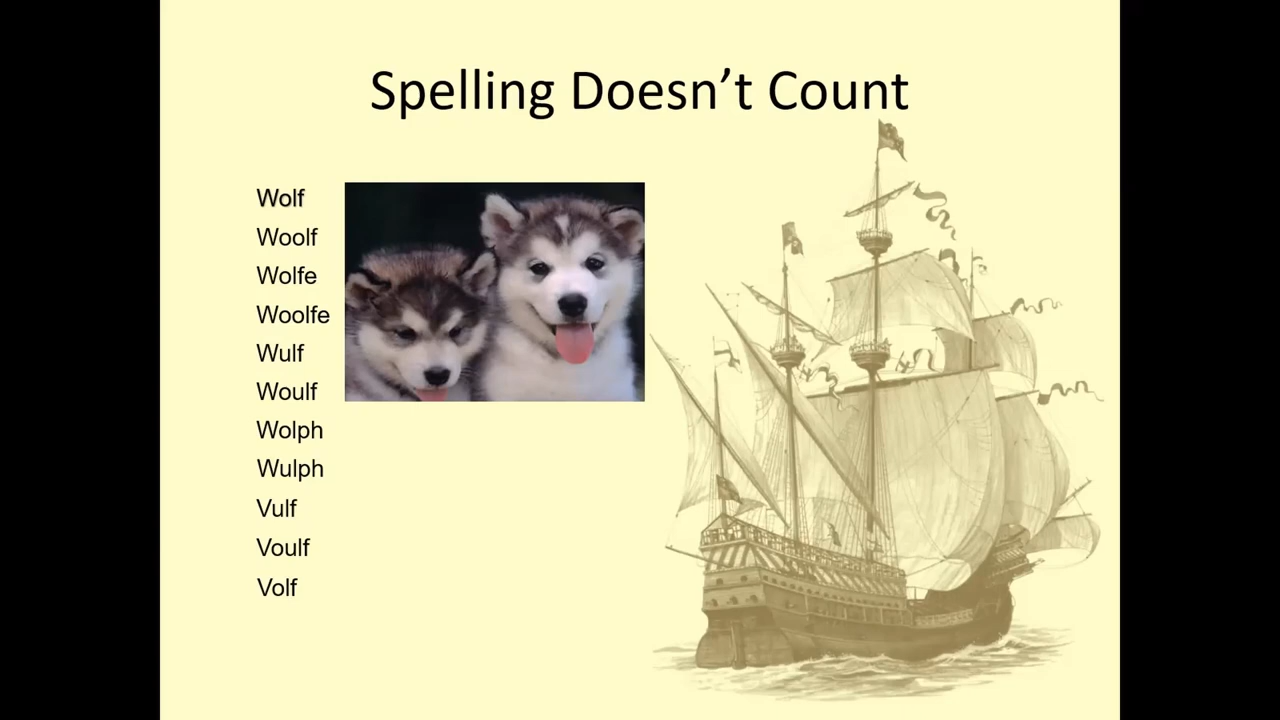 Spelling Doesn’t Count
Wolf
Woolf
Wolfe
Woolfe
Wulf
Woulf
Wolph
Wulph
Vulf
Voulf
Volf